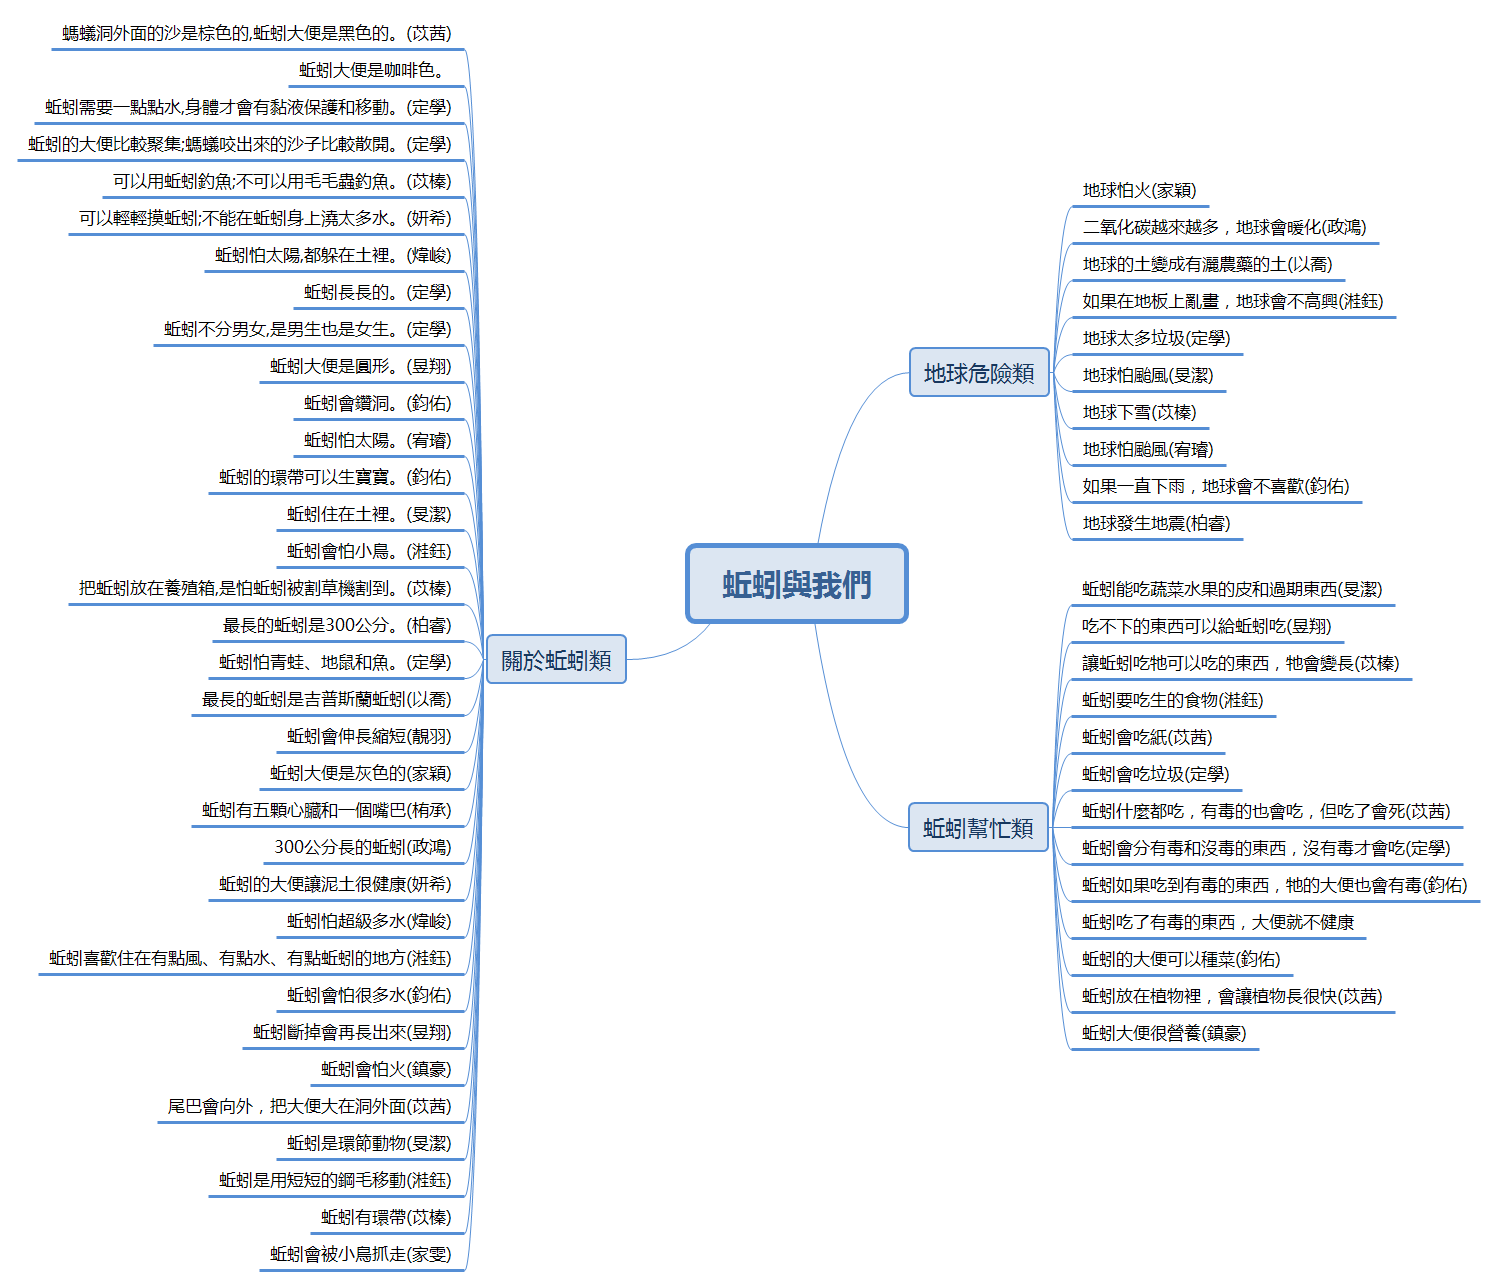 蚯蚓與我們
關於蚯蚓類
螞蟻洞外面的沙是棕色的,蚯蚓大便是黑色的。(苡茜)
蚯蚓大便是咖啡色。
蚯蚓需要一點點水,身體才會有黏液保護和移動。(定學)
蚯蚓的大便比較聚集;螞蟻咬出來的沙子比較散開。(定學)
可以用蚯蚓釣魚;不可以用毛毛蟲釣魚。(苡榛)
可以輕輕摸蚯蚓;不能在蚯蚓身上澆太多水。(妍希)
蚯蚓怕太陽,都躲在土裡。(煒峻)
蚯蚓長長的。(定學)
蚯蚓不分男女,是男生也是女生。(定學)
蚯蚓大便是圓形。(昱翔)
蚯蚓會鑽洞。(鈞佑)
蚯蚓怕太陽。(宥璿)
蚯蚓的環帶可以生寶寶。(鈞佑)
蚯蚓住在土裡。(旻潔)
蚯蚓會怕小鳥。(溎鈺)
把蚯蚓放在養殖箱,是怕蚯蚓被割草機割到。(苡榛)
最長的蚯蚓是300公分。(柏睿)
蚯蚓怕青蛙、地鼠和魚。(定學)
最長的蚯蚓是吉普斯蘭蚯蚓(以喬)
蚯蚓會伸長縮短(靚羽)
蚯蚓大便是灰色的(家穎)
蚯蚓有五顆心臟和一個嘴巴(栯承)
300公分長的蚯蚓(政鴻)
蚯蚓的大便讓泥土很健康(妍希)
蚯蚓怕超級多水(煒峻)
蚯蚓喜歡住在有點風、有點水、有點蚯蚓的地方(溎鈺)
蚯蚓會怕很多水(鈞佑)
蚯蚓斷掉會再長出來(昱翔)
蚯蚓會怕火(鎮豪)
尾巴會向外，把大便大在洞外面(苡茜)
蚯蚓是環節動物(旻潔)
蚯蚓是用短短的鋼毛移動(溎鈺)
蚯蚓有環帶(苡榛)
蚯蚓會被小鳥抓走(家雯)
地球危險類
地球怕火(家穎)
二氧化碳越來越多，地球會暖化(政鴻)
地球的土變成有灑農藥的土(以喬)
如果在地板上亂畫，地球會不高興(溎鈺)
地球太多垃圾(定學)
地球怕颱風(旻潔)
地球下雪(苡榛)
地球怕颱風(宥璿)
如果一直下雨，地球會不喜歡(鈞佑)
地球發生地震(柏睿)
蚯蚓幫忙類
蚯蚓能吃蔬菜水果的皮和過期東西(旻潔)
吃不下的東西可以給蚯蚓吃(昱翔)
讓蚯蚓吃牠可以吃的東西，牠會變長(苡榛)
蚯蚓要吃生的食物(溎鈺)
蚯蚓會吃紙(苡茜)
蚯蚓會吃垃圾(定學)
蚯蚓什麼都吃，有毒的也會吃，但吃了會死(苡茜)
蚯蚓會分有毒和沒毒的東西，沒有毒才會吃(定學)
蚯蚓如果吃到有毒的東西，牠的大便也會有毒(鈞佑)
蚯蚓吃了有毒的東西，大便就不健康
蚯蚓的大便可以種菜(鈞佑)
蚯蚓放在植物裡，會讓植物長很快(苡茜)
蚯蚓大便很營養(鎮豪)